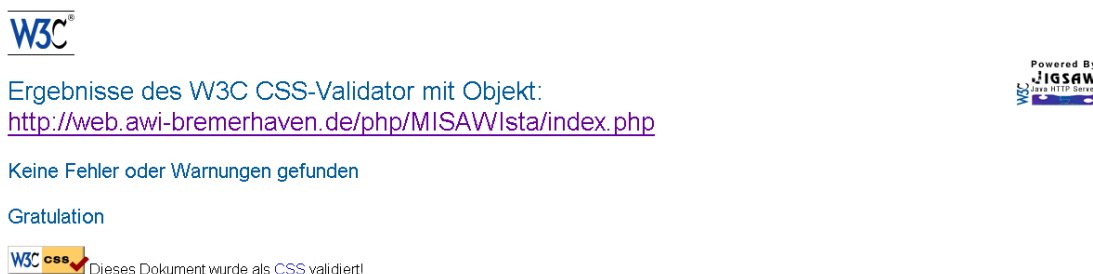 W3C®
Powered By
JIGSAW
W3C Java HTTP Server
Ergebnisse des W3C CSS-Validator mit Objekt:
http://web.awi-bremerhaven.de/php/MISAWIsta/index.php
Keine Fehler oder Warnungen gefunden
Gratulation
W3C css Dieses Dokument wurde als CSS validiert!